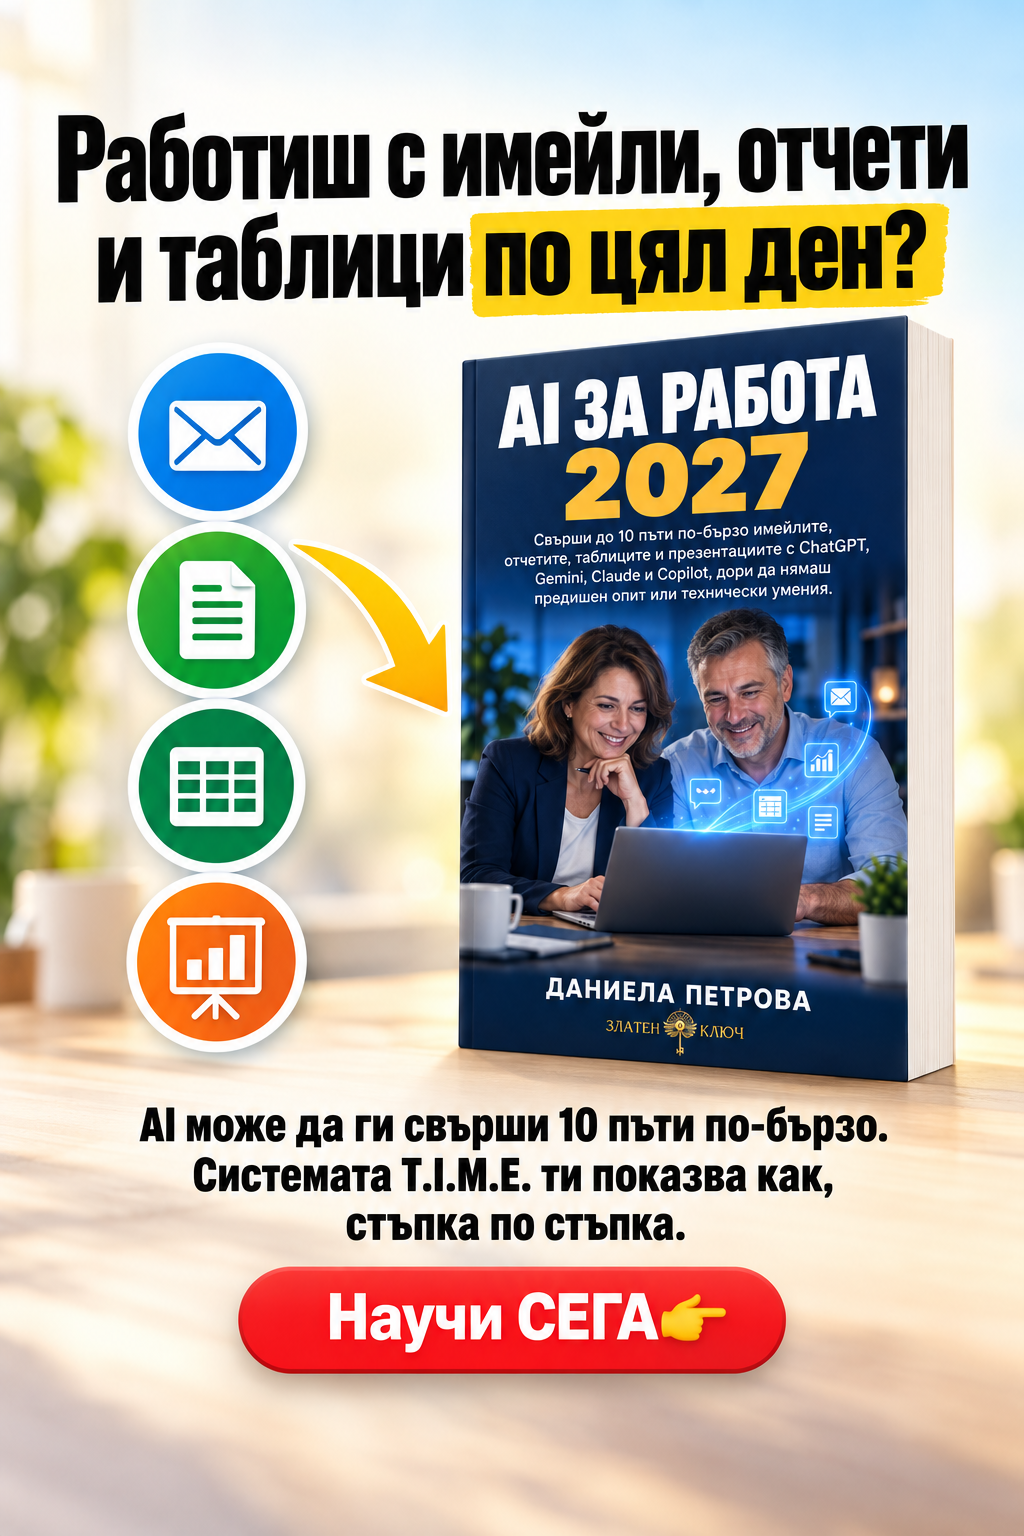 Работиш с имейли, отчети
и таблици по цял ден?
AI ЗА РАБОТА
2027
Свърши до 10 пъти по-бързо имейлите,
отчетите, таблиците и презентациите с ChatGPT,
Gemini, Claude и Copilot, дори да нямаш
предишен опит или технически умения.
ДАНИЕЛА ПЕТРОВА
ЗЛАТЕН КЛЮЧ
AI може да ги свърши 10 пъти по-бързо.
Системата T.I.M.E. ти показва как,
стъпка по стъпка.
Научи СЕГА👉